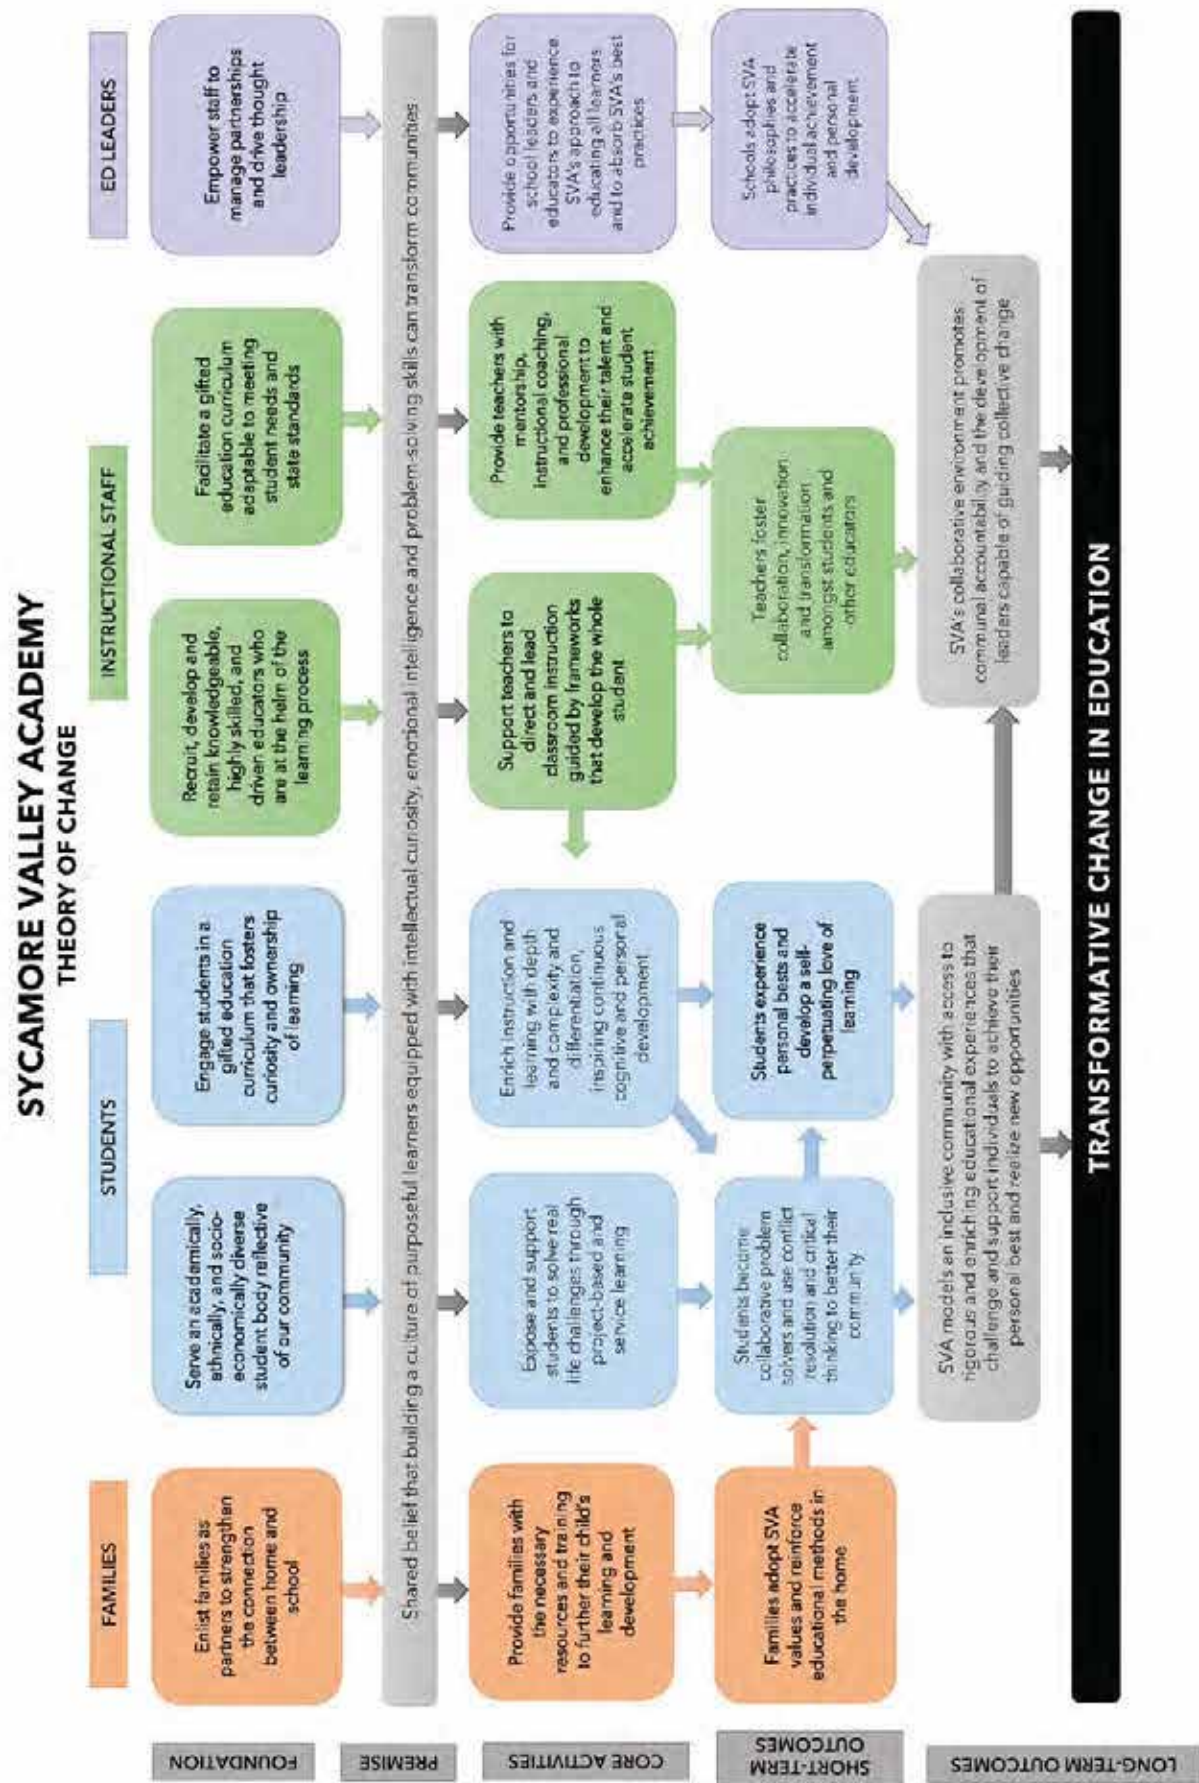 SYCAMORE VALLEY ACADEMY
THEORY OF CHANGE
FAMILIES
STUDENTS
INSTRUCTIONAL STAFF
ED LEADERS
FOUNDATION
Enlist families as
partners to strengthen
the connection
between home and
school
Serve an academically,
ethnically, and socio-
economically diverse
student body reflective
of our community
Engage students in a
gifted education
curriculum that fosters
curiosity and ownership
of learning
Recruit, develop and
retain knowledgeable,
highly skilled, and
driven educators who
are at the helm of the
learning process
Facilitate a gifted
education curriculum
adaptable to meeting
student needs and
state standards
Empower staff to
manage partnerships
and drive thought
leadership
PREMISE
Shared belief that building a culture of purposeful learners equipped with intellectual curiosity, emotional intelligence and problem-solving skills can transform communities
CORE ACTIVITIES
Provide families with
the necessary
resources and training
to further their child's
learning and
development
Expose and support
students to solve real
life challenges through
project-based and
service learning
Enrich instruction and
learning with depth
and complexity and
differentiation,
inspiring continuous
cognitive and personal
development
Support teachers to
direct and lead
classroom instruction
guided by frameworks
that develop the whole
student
Provide teachers with
mentorship,
instructional coaching,
and professional
development to
enhance their talent and
accelerate student
achievement
Provide opportunities for
school leaders and
educators to experience
SVA's approach to
educating all learners
and to absorb SVA's best
practices
SHORT-TERM
OUTCOMES
Families adopt SVA
values and reinforce
educational methods in
the home
Students become
collaborative problem
solvers and use conflict
resolution and critical
thinking to better their
community
Students experience
personal bests and
develop a self-
perpetuating love of
learning
Teachers foster
collaboration, innovation
and transformation
amongst students and
other educators
Schools adopt SVA
philosophies and
practices to accelerate
individual achievement
and personal
development
LONG-TERM OUTCOMES
SVA models an inclusive community with access to
rigorous and enriching educational experiences that
challenge and support individuals to achieve their
personal best and realize new opportunities
SVA's collaborative environment promotes
communal accountability and the development of
leaders capable of guiding collective change
TRANSFORMATIVE CHANGE IN EDUCATION